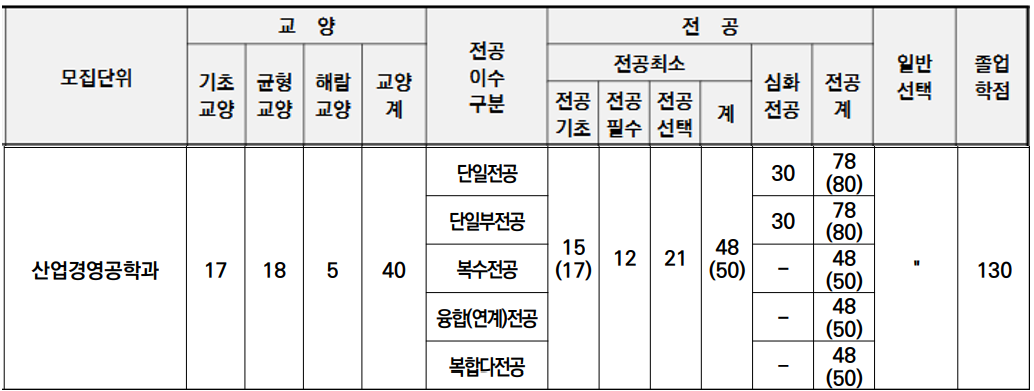 모집단위 교 양 전공 이수 구분 전 공 일반 선택 졸업 학점
기초 교양 균형 교양 해람 교양 교양 계 전공최소 심화 전공 전공 계
전공 기초 전공 필수 전공 선택 계
산업경영공학과 17 18 5 40 단일전공 15 (17) 12 21 48 (50) 30 78 (80) " 130
단일부전공 30 78 (80)
복수전공 - 48 (50)
융합(연계)전공 - 48 (50)
복합다전공 - 48 (50)